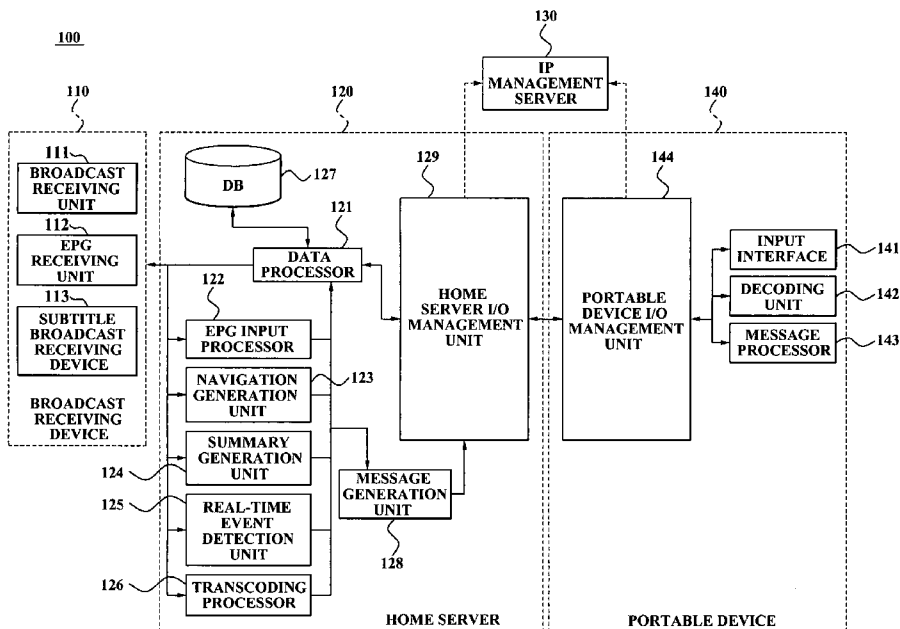 100
130
IP
MANAGEMENT
SERVER
110
111
BROADCAST
RECEIVING
UNIT
112
EPG
RECEIVING
UNIT
113
SUBTITLE
BROADCAST
RECEIVING
DEVICE
BROADCAST
RECEIVING
DEVICE
120
DB
127
121
DATA
PROCESSOR
122
EPG INPUT
PROCESSOR
123
NAVIGATION
GENERATION
UNIT
124
SUMMARY
GENERATION
UNIT
125
REAL-TIME
EVENT
DETECTION
UNIT
126
TRANSCODING
PROCESSOR
MESSAGE
GENERATION
UNIT
128
129
HOME
SERVER I/O
MANAGEMENT
UNIT
HOME SERVER
140
144
PORTABLE
DEVICE I/O
MANAGEMENT
UNIT
INPUT
INTERFACE
141
DECODING
UNIT
142
MESSAGE
PROCESSOR
143
PORTABLE DEVICE